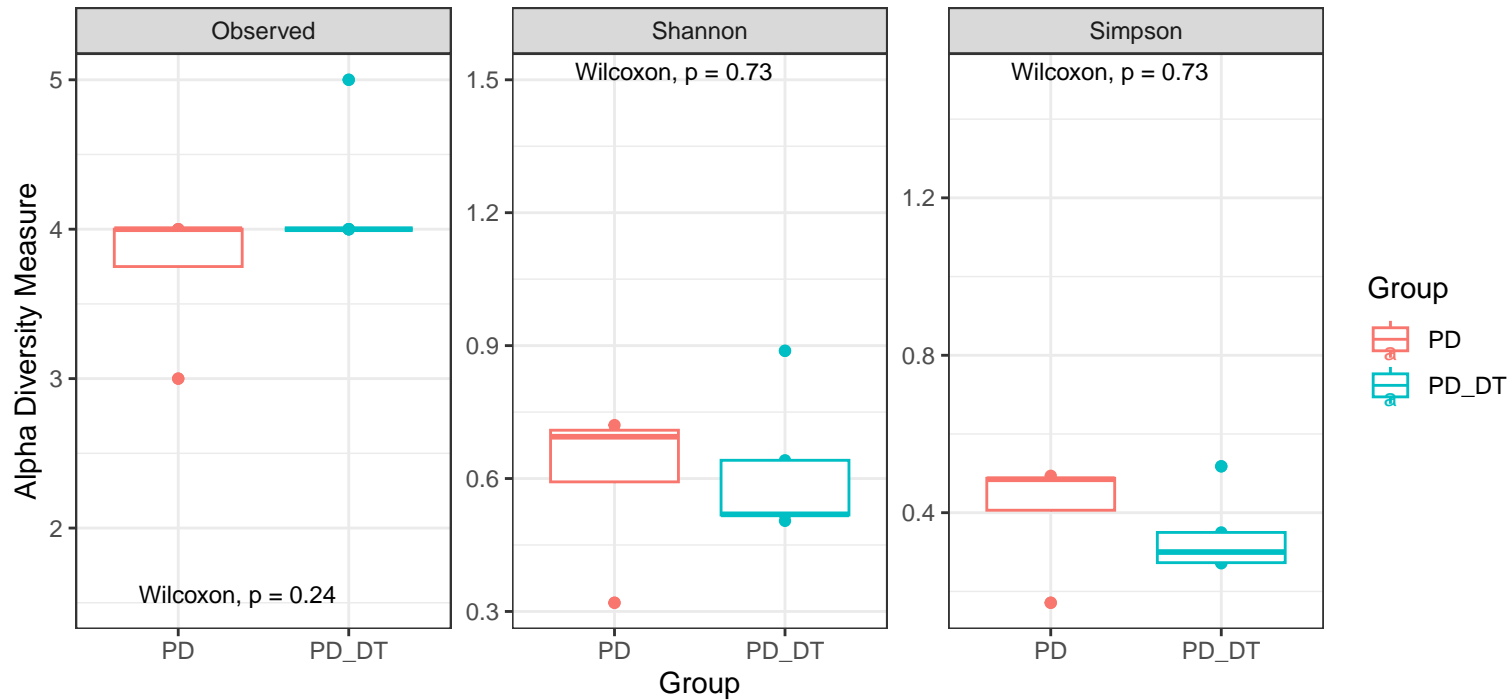 Observed
Shannon
Simpson
Alpha Diversity Measure
5
4
3
2
Wilcoxon, p = 0.24
PD
PD_DT
1.5
1.2
0.9
0.6
0.3
Wilcoxon, p = 0.73
PD
PD_DT
1.2
0.8
0.4
Wilcoxon, p = 0.73
PD
PD_DT
Group
Group
a
PD
a
PD_DT